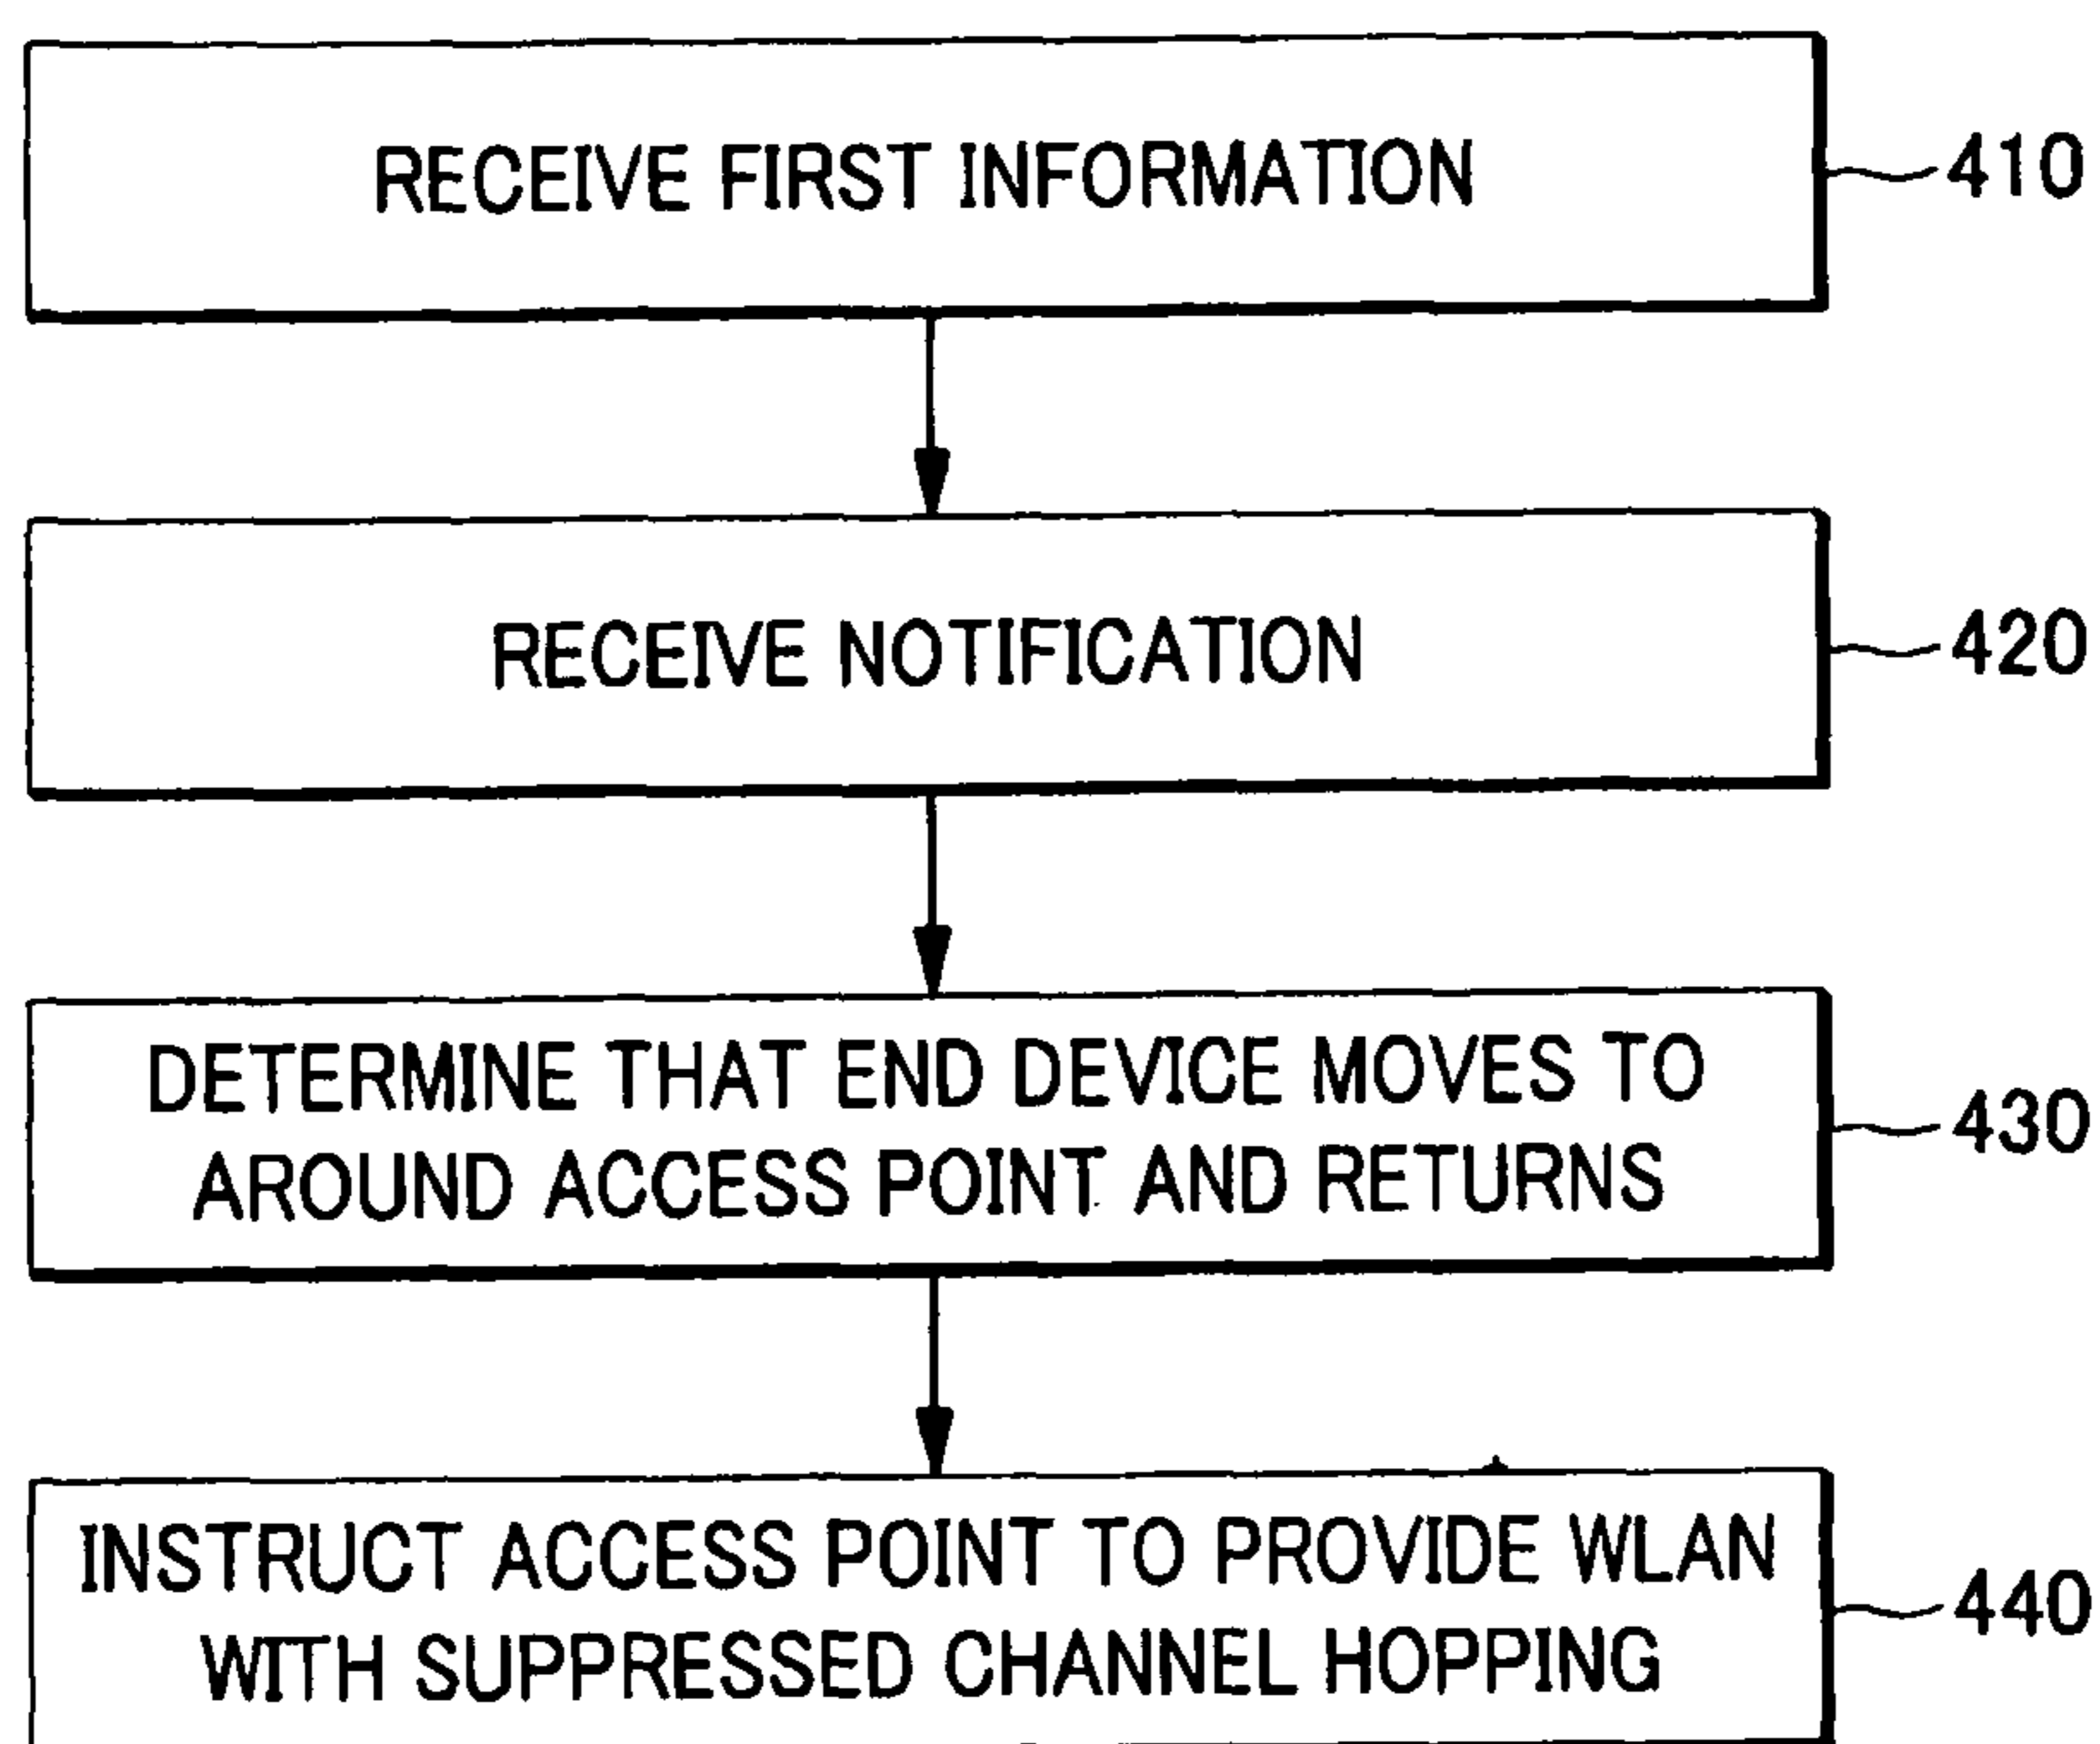 RECEIVE FIRST INFORMATION
410
RECEIVE NOTIFICATION
420
DETERMINE THAT END DEVICE MOVES TO
AROUND ACCESS POINT AND RETURNS
430
INSTRUCT ACCESS POINT TO PROVIDE WLAN
WITH SUPPRESSED CHANNEL HOPPING
440